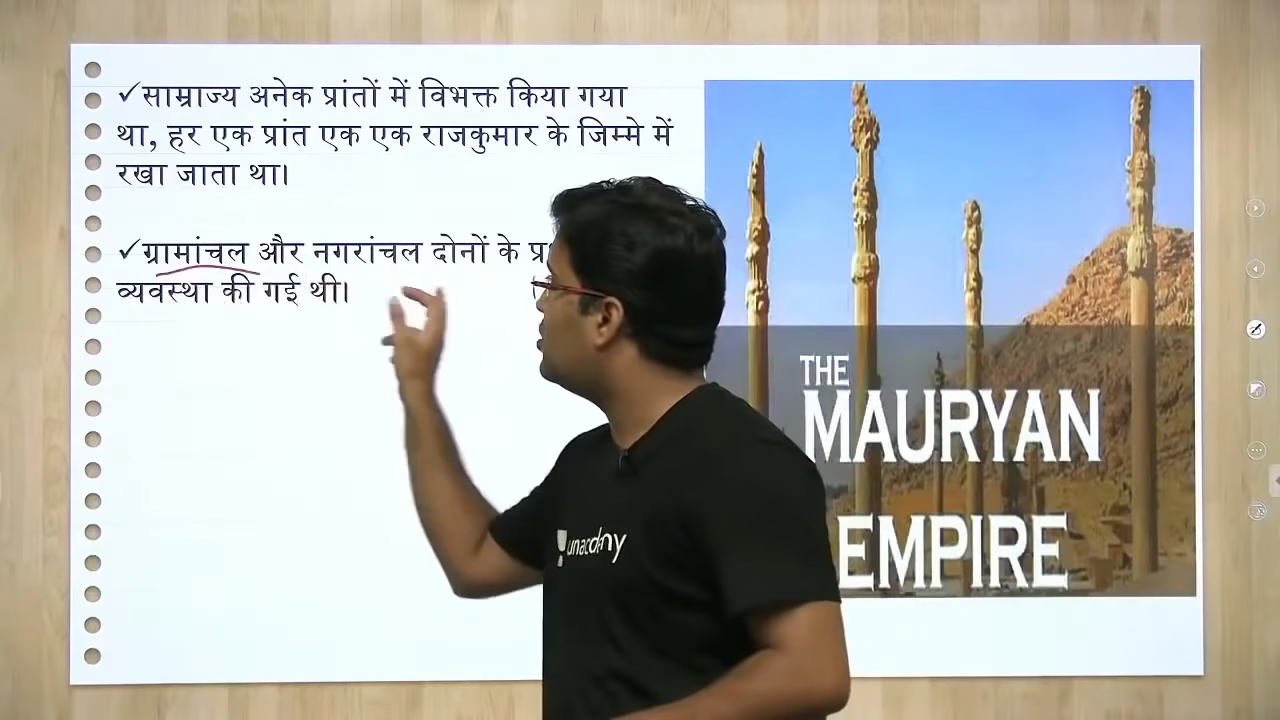 ✓साम्राज्य अनेक प्रांतों में विभक्त किया गया
था, हर एक प्रांत एक एक राजकुमार के जिम्मे में
रखा जाता था।
✓ग्रामांचल और नगरांचल दोनों के
व्यवस्था की गई थी।
THE
MAURYAN
EMPIRE
unacademy